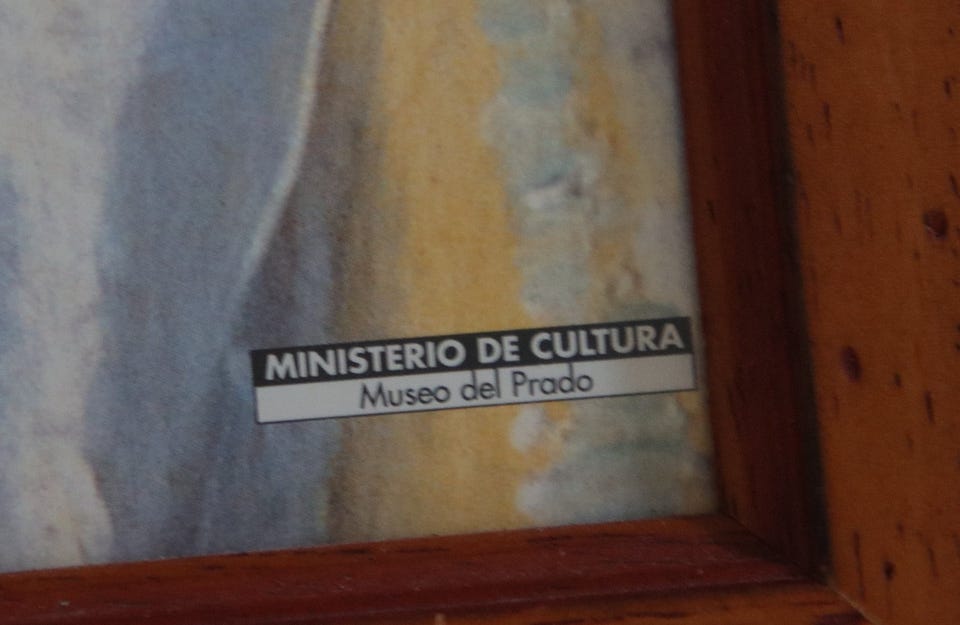 MINISTERIO DE CULTURA
Museo del Prado